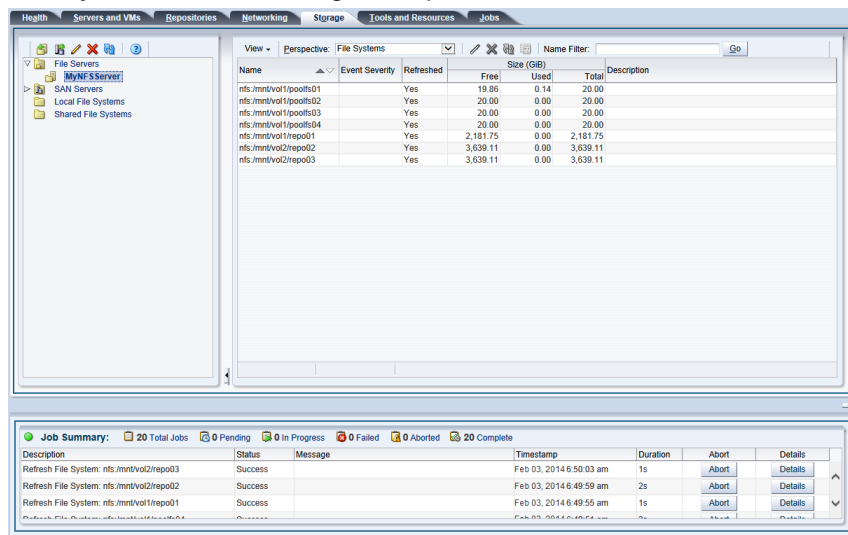 Health Servers and VMs Repositories Networking Storage Tools and Resources Jobs
View Perspective: File Systems Name Filter: Go
File Servers
MyNFSServer
SAN Servers
Local File Systems
Shared File Systems
Name Event Severity Refreshed Size (GiB) Description
Free Used Total
nfs:/mnt/vol1/poolfs01 Yes 19.86 0.14 20.00
nfs:/mnt/vol1/poolfs02 Yes 20.00 0.00 20.00
nfs:/mnt/vol1/poolfs03 Yes 20.00 0.00 20.00
nfs:/mnt/vol1/poolfs04 Yes 20.00 0.00 20.00
nfs:/mnt/vol1/repo01 Yes 2,181.75 0.00 2,181.75
nfs:/mnt/vol2/repo02 Yes 3,639.11 0.00 3,639.11
nfs:/mnt/vol2/repo03 Yes 3,639.11 0.00 3,639.11
Job Summary: 20 Total Jobs 0 Pending 0 In Progress 0 Failed 0 Aborted 20 Complete
Description Status Message Timestamp Duration Abort Details
Refresh File System: nfs:/mnt/vol2/repo03 Success Feb 03, 2014 6:50:03 am 1s Abort Details
Refresh File System: nfs:/mnt/vol2/repo02 Success Feb 03, 2014 6:49:59 am 2s Abort Details
Refresh File System: nfs:/mnt/vol1/repo01 Success Feb 03, 2014 6:49:55 am 1s Abort Details